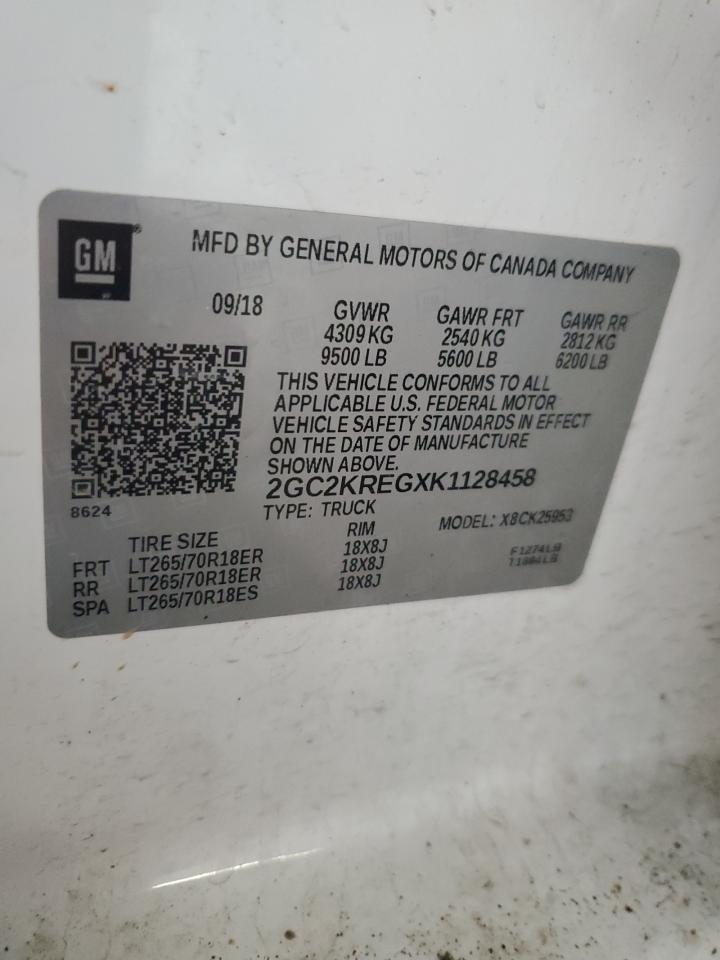 GM
MFD BY GENERAL MOTORS OF CANADA COMPANY
09/18 GVWR GAWR FRT GAWR RR
4309 KG 2540 KG 2812 KG
9500 LB 5600 LB 6200 LB
THIS VEHICLE CONFORMS TO ALL
APPLICABLE U.S. FEDERAL MOTOR
VEHICLE SAFETY STANDARDS IN EFFECT
ON THE DATE OF MANUFACTURE
SHOWN ABOVE.
2GC2KREGXK1128458
8624
TYPE: TRUCK MODEL: X8CK25953
TIRE SIZE RIM
FRT LT265/70R18ER 18X8J
RR LT265/70R18ER 18X8J
SPA LT265/70R18ES 18X8J
F1274LB